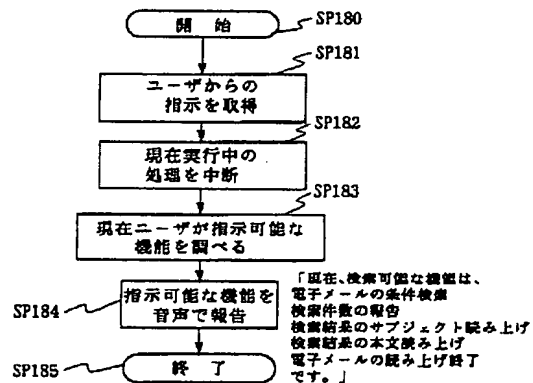 開 始
SP180
SP181
ユーザからの
指示を取得
SP182
現在実行中の
処理を中断
SP183
現在ユーザが指示可能な
機能を調べる
SP184
指示可能な機能を
音声で報告
「現在、検索可能な機能は、
電子メールの条件検索
検索件数の報告
検索結果のサブジェクト読み上げ
検索結果の本文読み上げ
電子メールの読み上げ終了
です。」
SP185
終 了